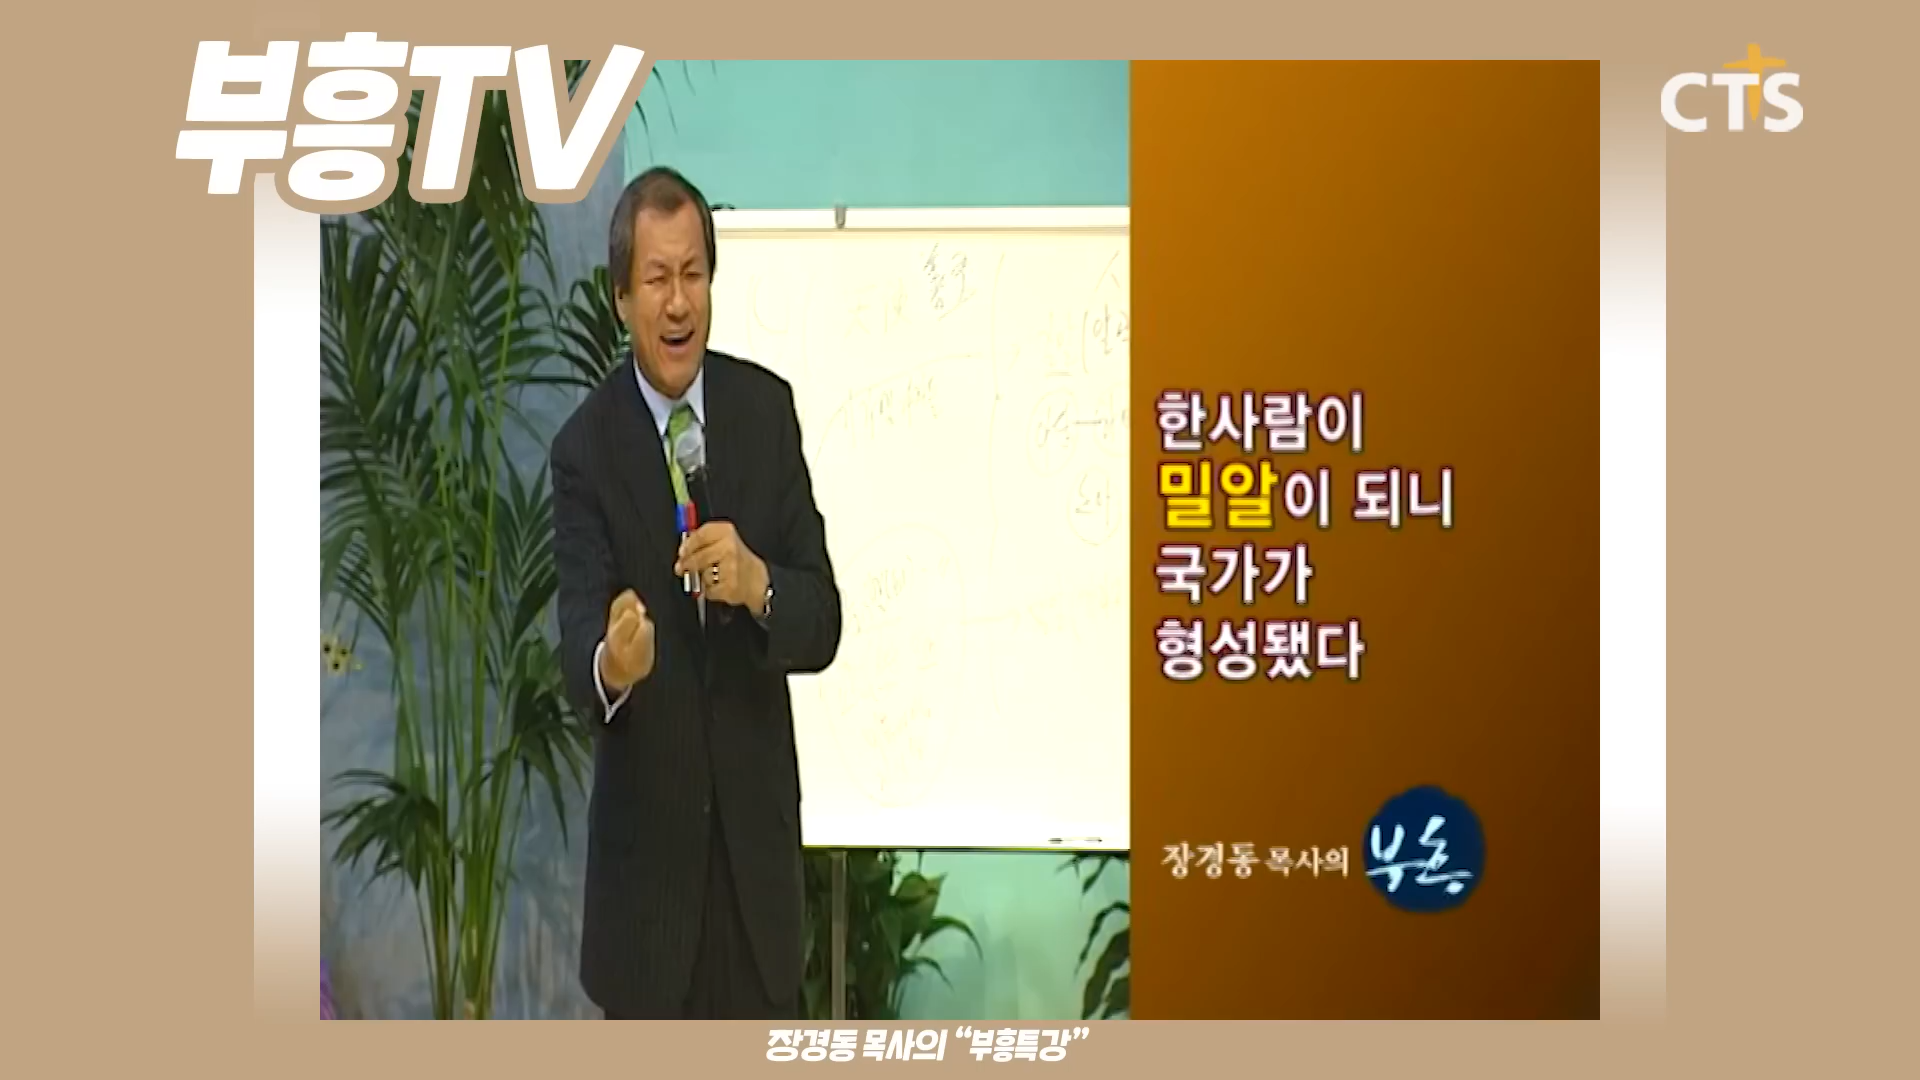 부흥TV
CTS
한사람이
밀알이 되니
국가가
형성됐다
장경동 목사의 부흥
장경동 목사의 “부흥특강”